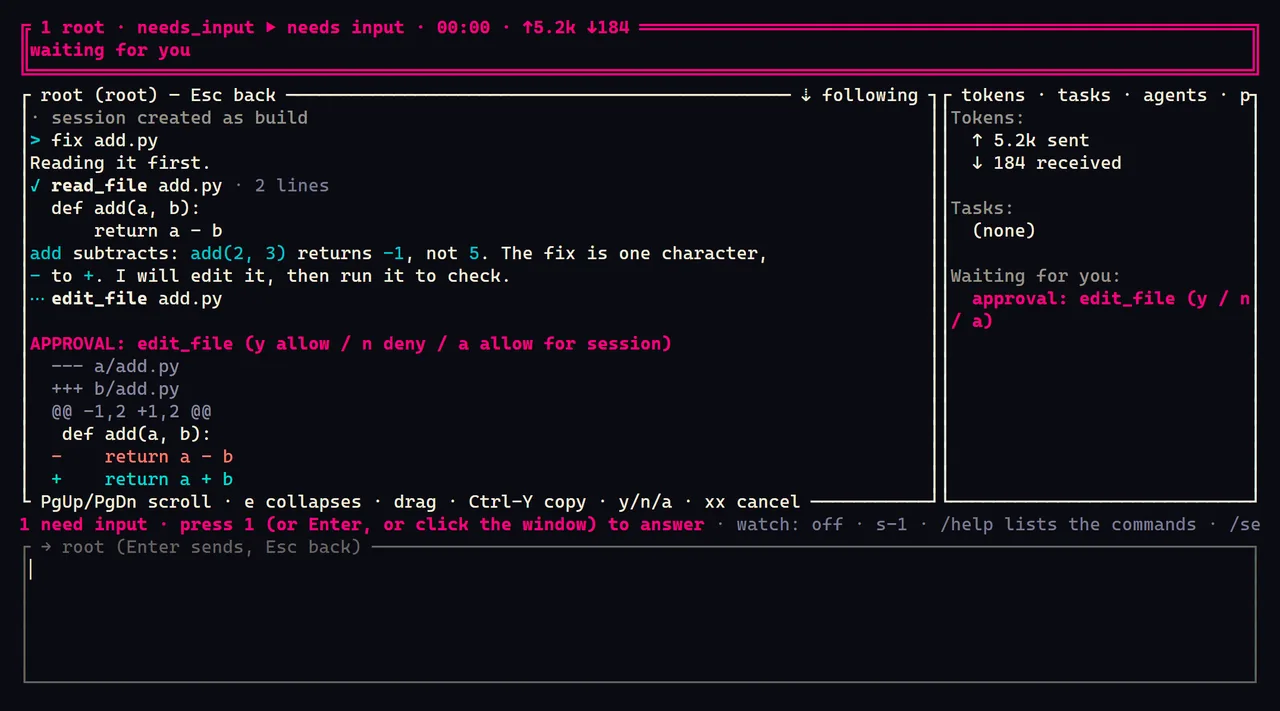 1 root · needs_input ▶ needs input · 00:00 · ↑5.2k ↓184
waiting for you
root (root) — Esc back
⇣ following
· session created as build
> fix add.py
Reading it first.
✓ read_file add.py · 2 lines
def add(a, b):
return a - b
add subtracts: add(2, 3) returns -1, not 5. The fix is one character,
- to +. I will edit it, then run it to check.
… edit_file add.py
APPROVAL: edit_file (y allow / n deny / a allow for session)
--- a/add.py
+++ b/add.py
@@ -1,2 +1,2 @@
def add(a, b):
-    return a - b
+    return a + b
PgUp/PgDn scroll · e collapses · drag · Ctrl-Y copy · y/n/a · xx cancel
tokens · tasks · agents · p
Tokens:
↑ 5.2k sent
↓ 184 received
Tasks:
(none)
Waiting for you:
approval: edit_file (y / n
/ a)
1 need input · press 1 (or Enter, or click the window) to answer · watch: off · s-1 · /help lists the commands · /se
→ root (Enter sends, Esc back)